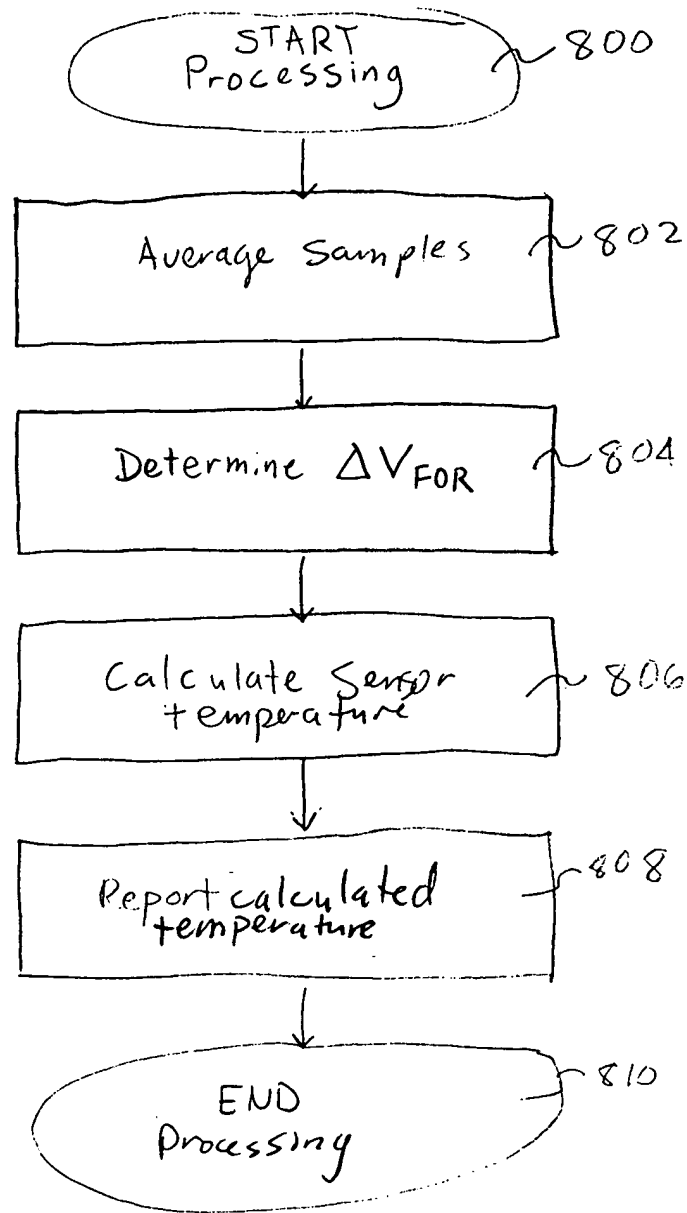 START
Processing
800
Average Samples
802
Determine ΔV_FOR
804
Calculate Sensor
temperature
806
Report calculated
temperature
808
END
Processing
810